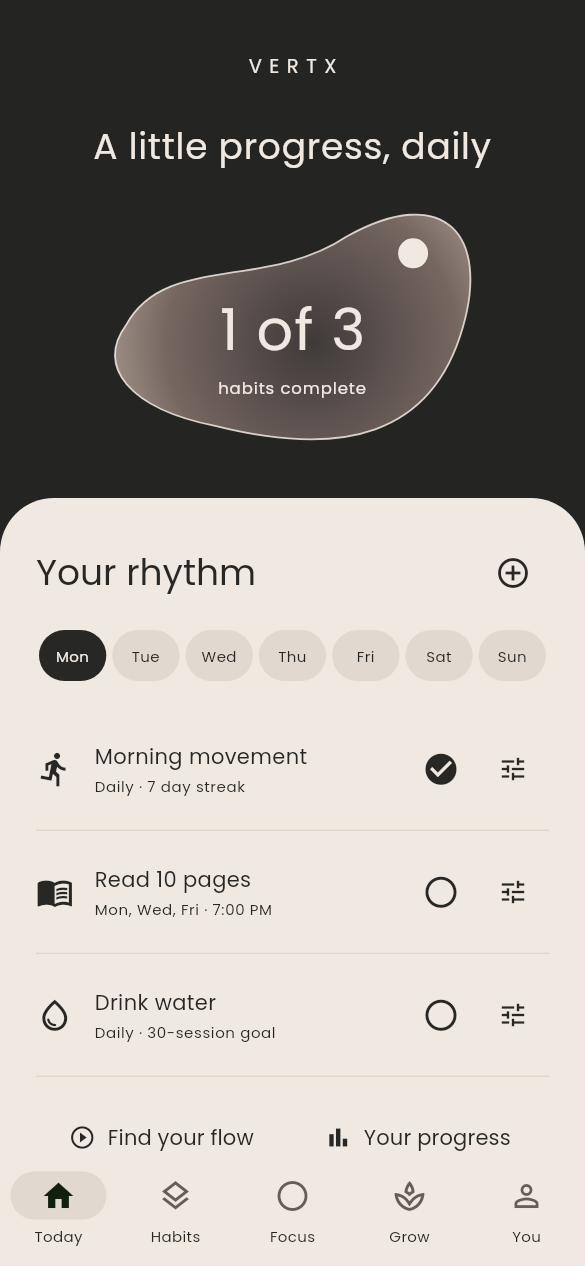 VERTX
A little progress, daily
1 of 3
habits complete
Your rhythm
Mon Tue Wed Thu Fri Sat Sun
Morning movement
Daily · 7 day streak
Read 10 pages
Mon, Wed, Fri · 7:00 PM
Drink water
Daily · 30-session goal
Find your flow Your progress
Today Habits Focus Grow You